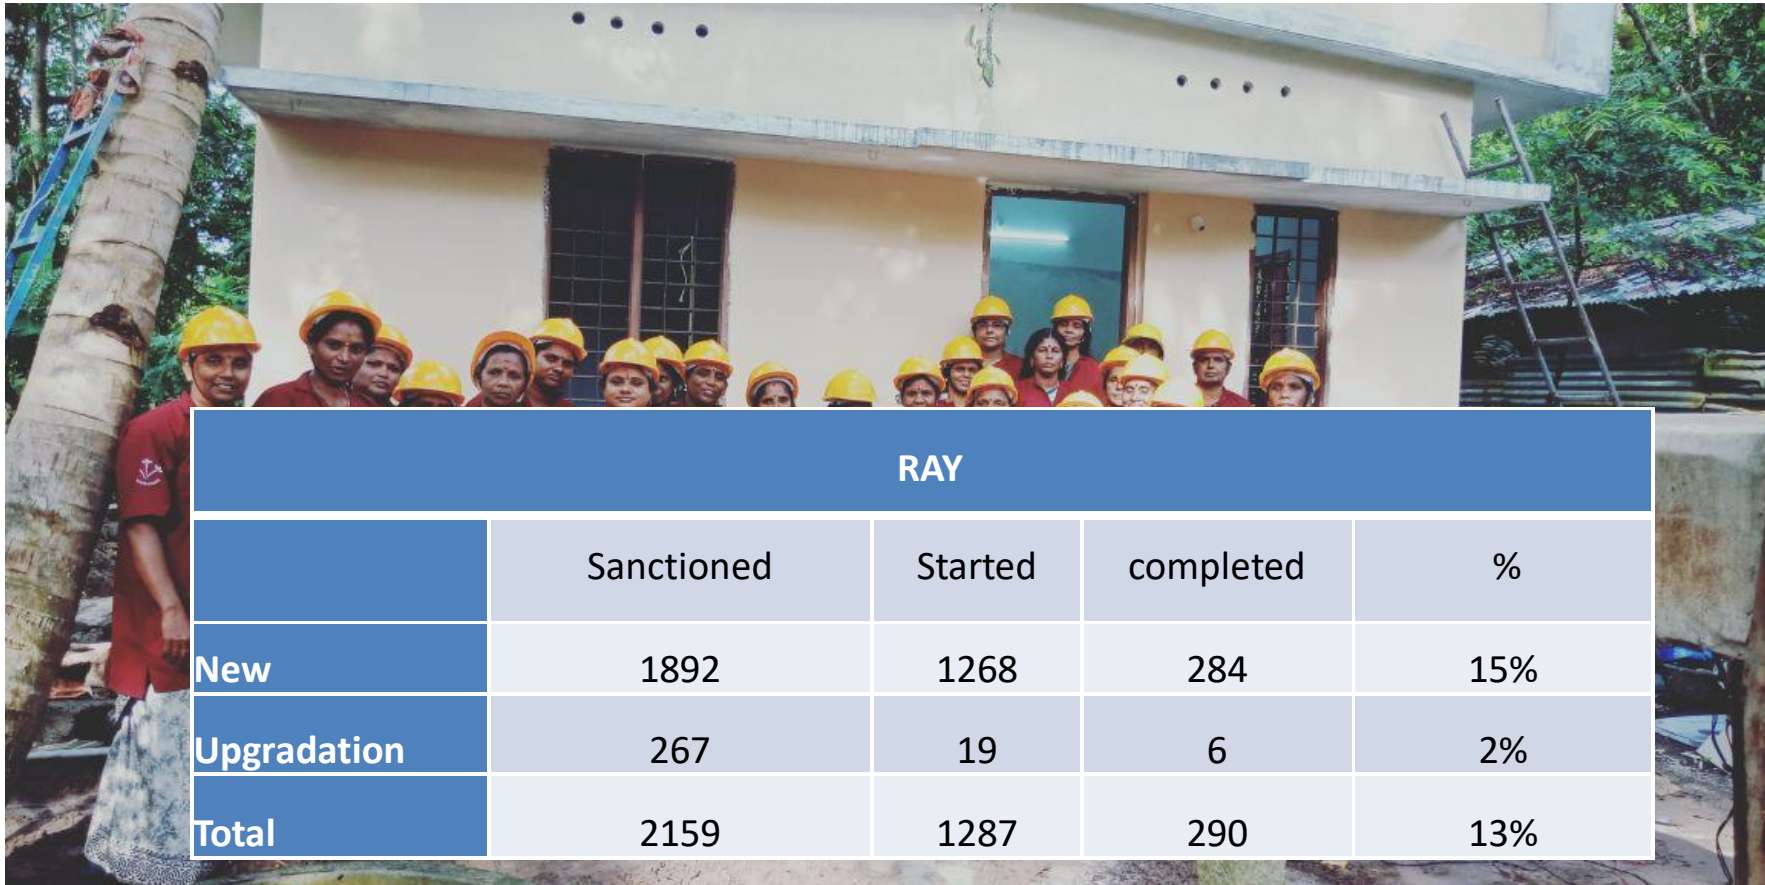 RAY
Sanctioned Started completed %
New 1892 1268 284 15%
Upgradation 267 19 6 2%
Total 2159 1287 290 13%